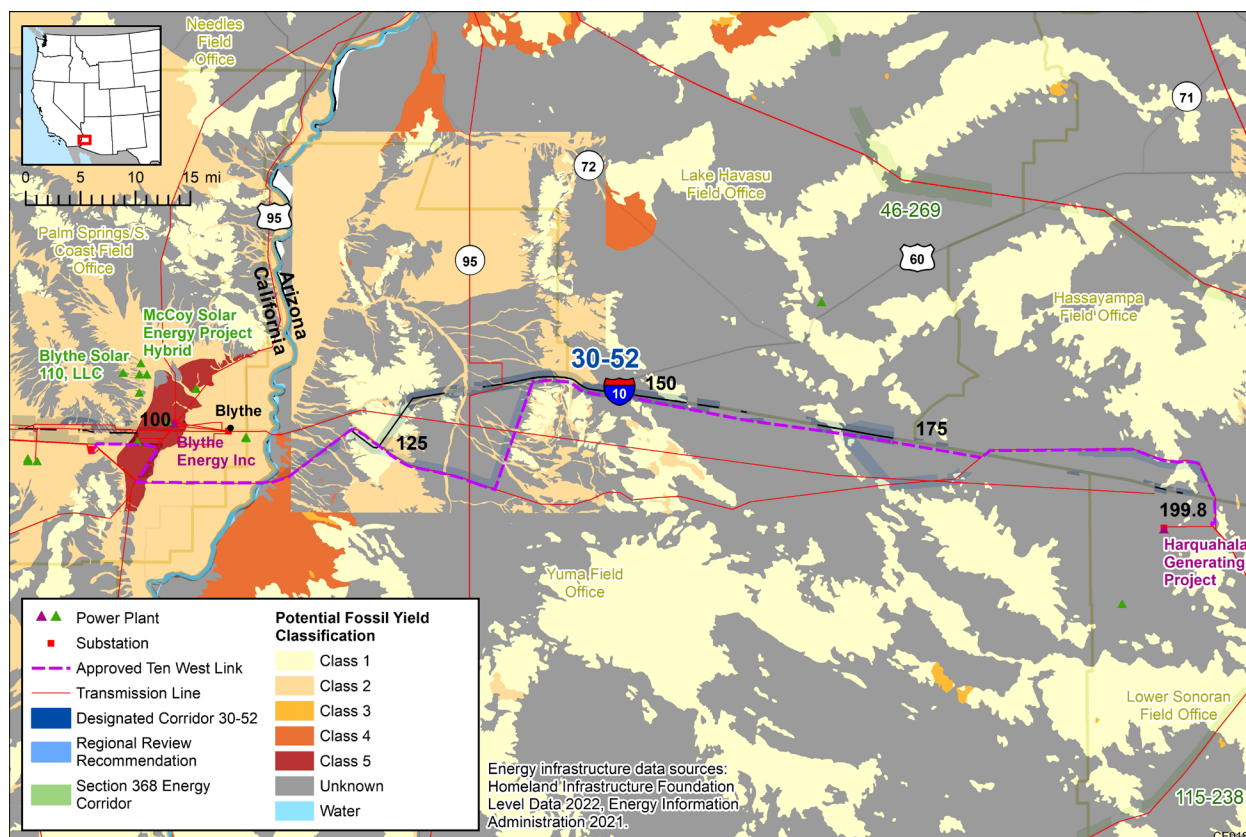 Needles
Field
Office
71
0 5 10 15 mi
72
Lake Havasu
Field Office
46-269
95
Palm Springs/S.
Coast Field
Office
95
60
California
Arizona
Hassayampa
Field Office
McCoy Solar
Energy Project
Hybrid
Blythe Solar
110, LLC
30-52
10
150
100
Blythe
175
125
Blythe
Energy Inc
199.8
Harquahala
Generating
Project
Yuma Field
Office
Lower Sonoran
Field Office
115-238
Power Plant
Substation
Approved Ten West Link
Transmission Line
Designated Corridor 30-52
Regional Review
Recommendation
Section 368 Energy
Corridor
Potential Fossil Yield
Classification
Class 1
Class 2
Class 3
Class 4
Class 5
Unknown
Water
Energy infrastructure data sources:
Homeland Infrastructure Foundation
Level Data 2022, Energy Information
Administration 2021.